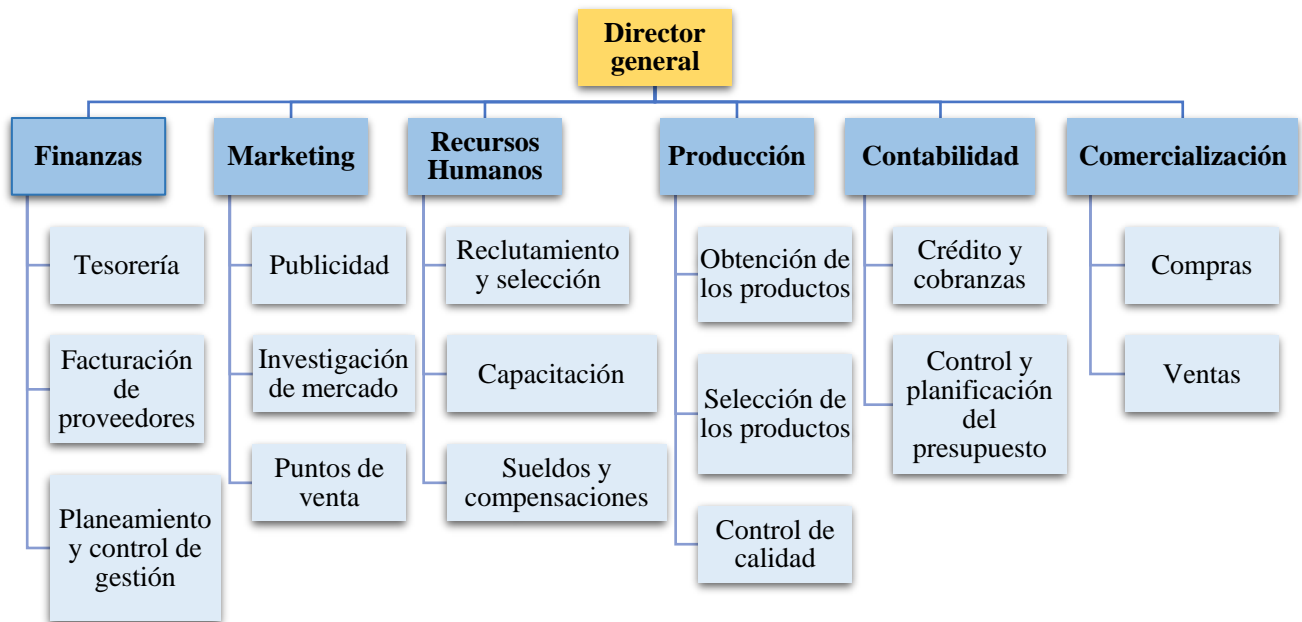 Director
general
Finanzas
Marketing
Recursos
Humanos
Producción
Contabilidad
Comercialización
Tesorería
Facturación
de
proveedores
Planeamiento
y control de
gestión
Publicidad
Investigación
de mercado
Puntos de
venta
Reclutamiento
y selección
Capacitación
Sueldos y
compensaciones
Obtención de
los productos
Selección de
los productos
Control de
calidad
Crédito y
cobranzas
Control y
planificación
del
presupuesto
Compras
Ventas